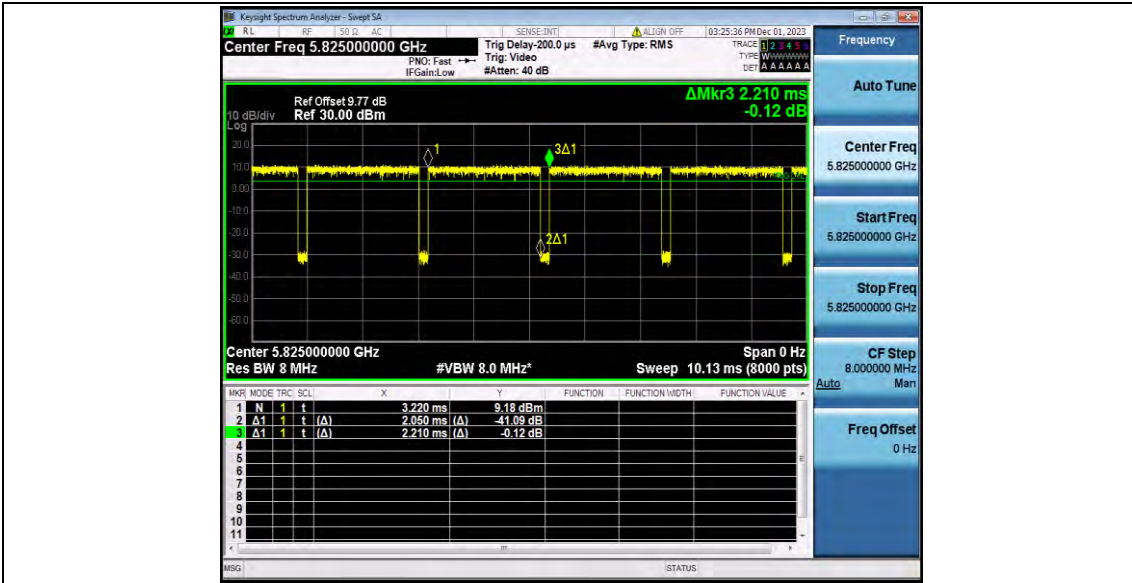 Keysight Spectrum Analyzer - Swept SA
RL RF 50 Ω AC SENSE:INT ALIGN OFF 03:25:36 PM Dec 01, 2023
Center Freq 5.825000000 GHz
PNO: Fast
IFGain:Low
Trig Delay-200.0 µs
Trig: Video
#Atten: 40 dB
#Avg Type: RMS
TRACE 1 2 3 4 5 6
TYPE W
DET A A A A A A
Ref Offset 9.77 dB
10 dB/div Ref 30.00 dBm
Log
ΔMkr3 2.210 ms
-0.12 dB
20.0
10.0
0.00
-10.0
-20.0
-30.0
-40.0
-50.0
-60.0
1
3Δ1
2Δ1
Center 5.825000000 GHz Span 0 Hz
Res BW 8 MHz #VBW 8.0 MHz* Sweep 10.13 ms (8000 pts)
MKR MODE TRC SCL X Y FUNCTION FUNCTION WIDTH FUNCTION VALUE
1 N 1 t 3.220 ms 9.18 dBm
2 Δ1 1 t (Δ) 2.050 ms (Δ) -41.09 dB
3 Δ1 1 t (Δ) 2.210 ms (Δ) -0.12 dB
4
5
6
7
8
9
10
11
MSG STATUS
Frequency
Auto Tune
Center Freq
5.825000000 GHz
Start Freq
5.825000000 GHz
Stop Freq
5.825000000 GHz
CF Step
8.000000 MHz
Auto Man
Freq Offset
0 Hz